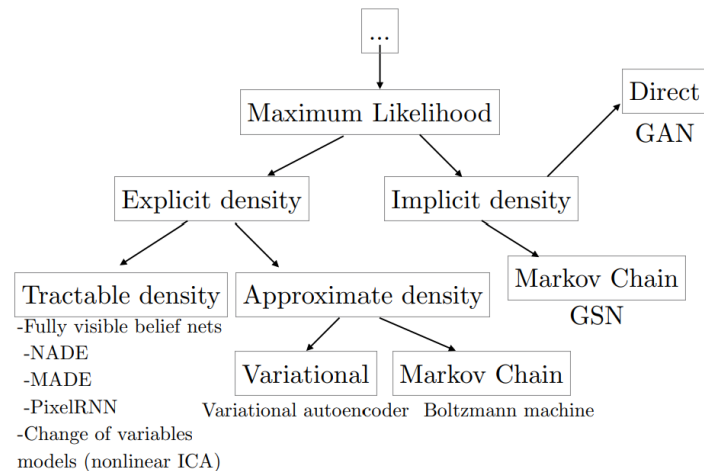 ...
Maximum Likelihood
Direct
GAN
Explicit density
Implicit density
Tractable density
-Fully visible belief nets
-NADE
-MADE
-PixelRNN
-Change of variables
models (nonlinear ICA)
Approximate density
Variational
Variational autoencoder
Markov Chain
Boltzmann machine
Markov Chain
GSN